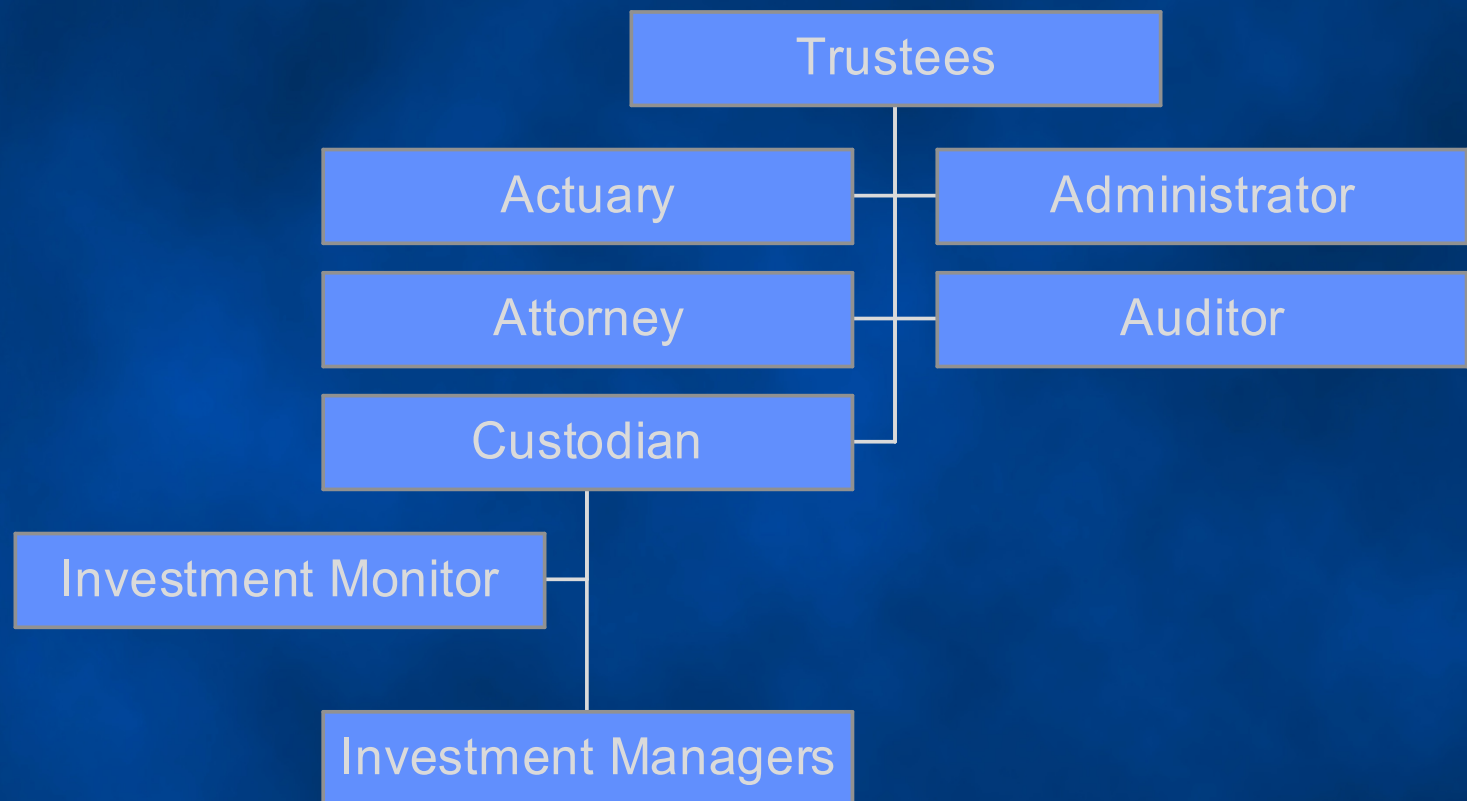 Trustees
Actuary
Administrator
Attorney
Auditor
Custodian
Investment Monitor
Investment Managers